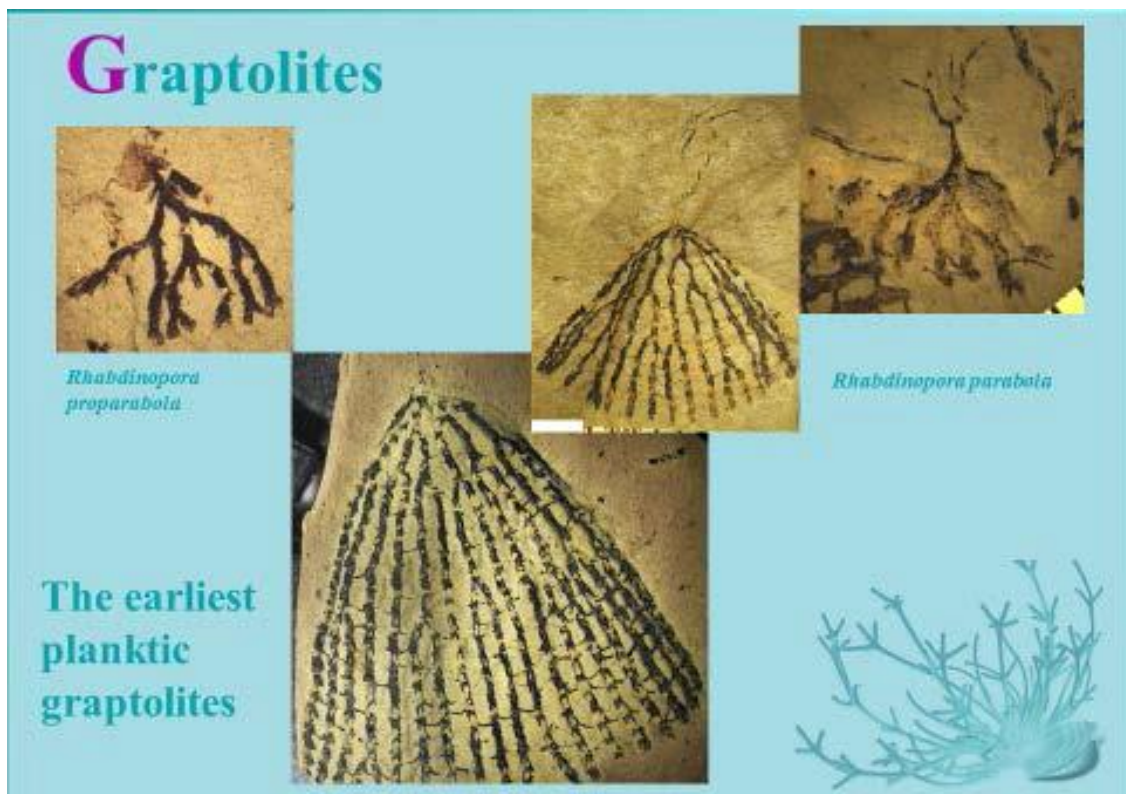 Graptolites
Rhabdinopora
proparabola
Rhabdinopora parabola
The earliest
planktic
graptolites